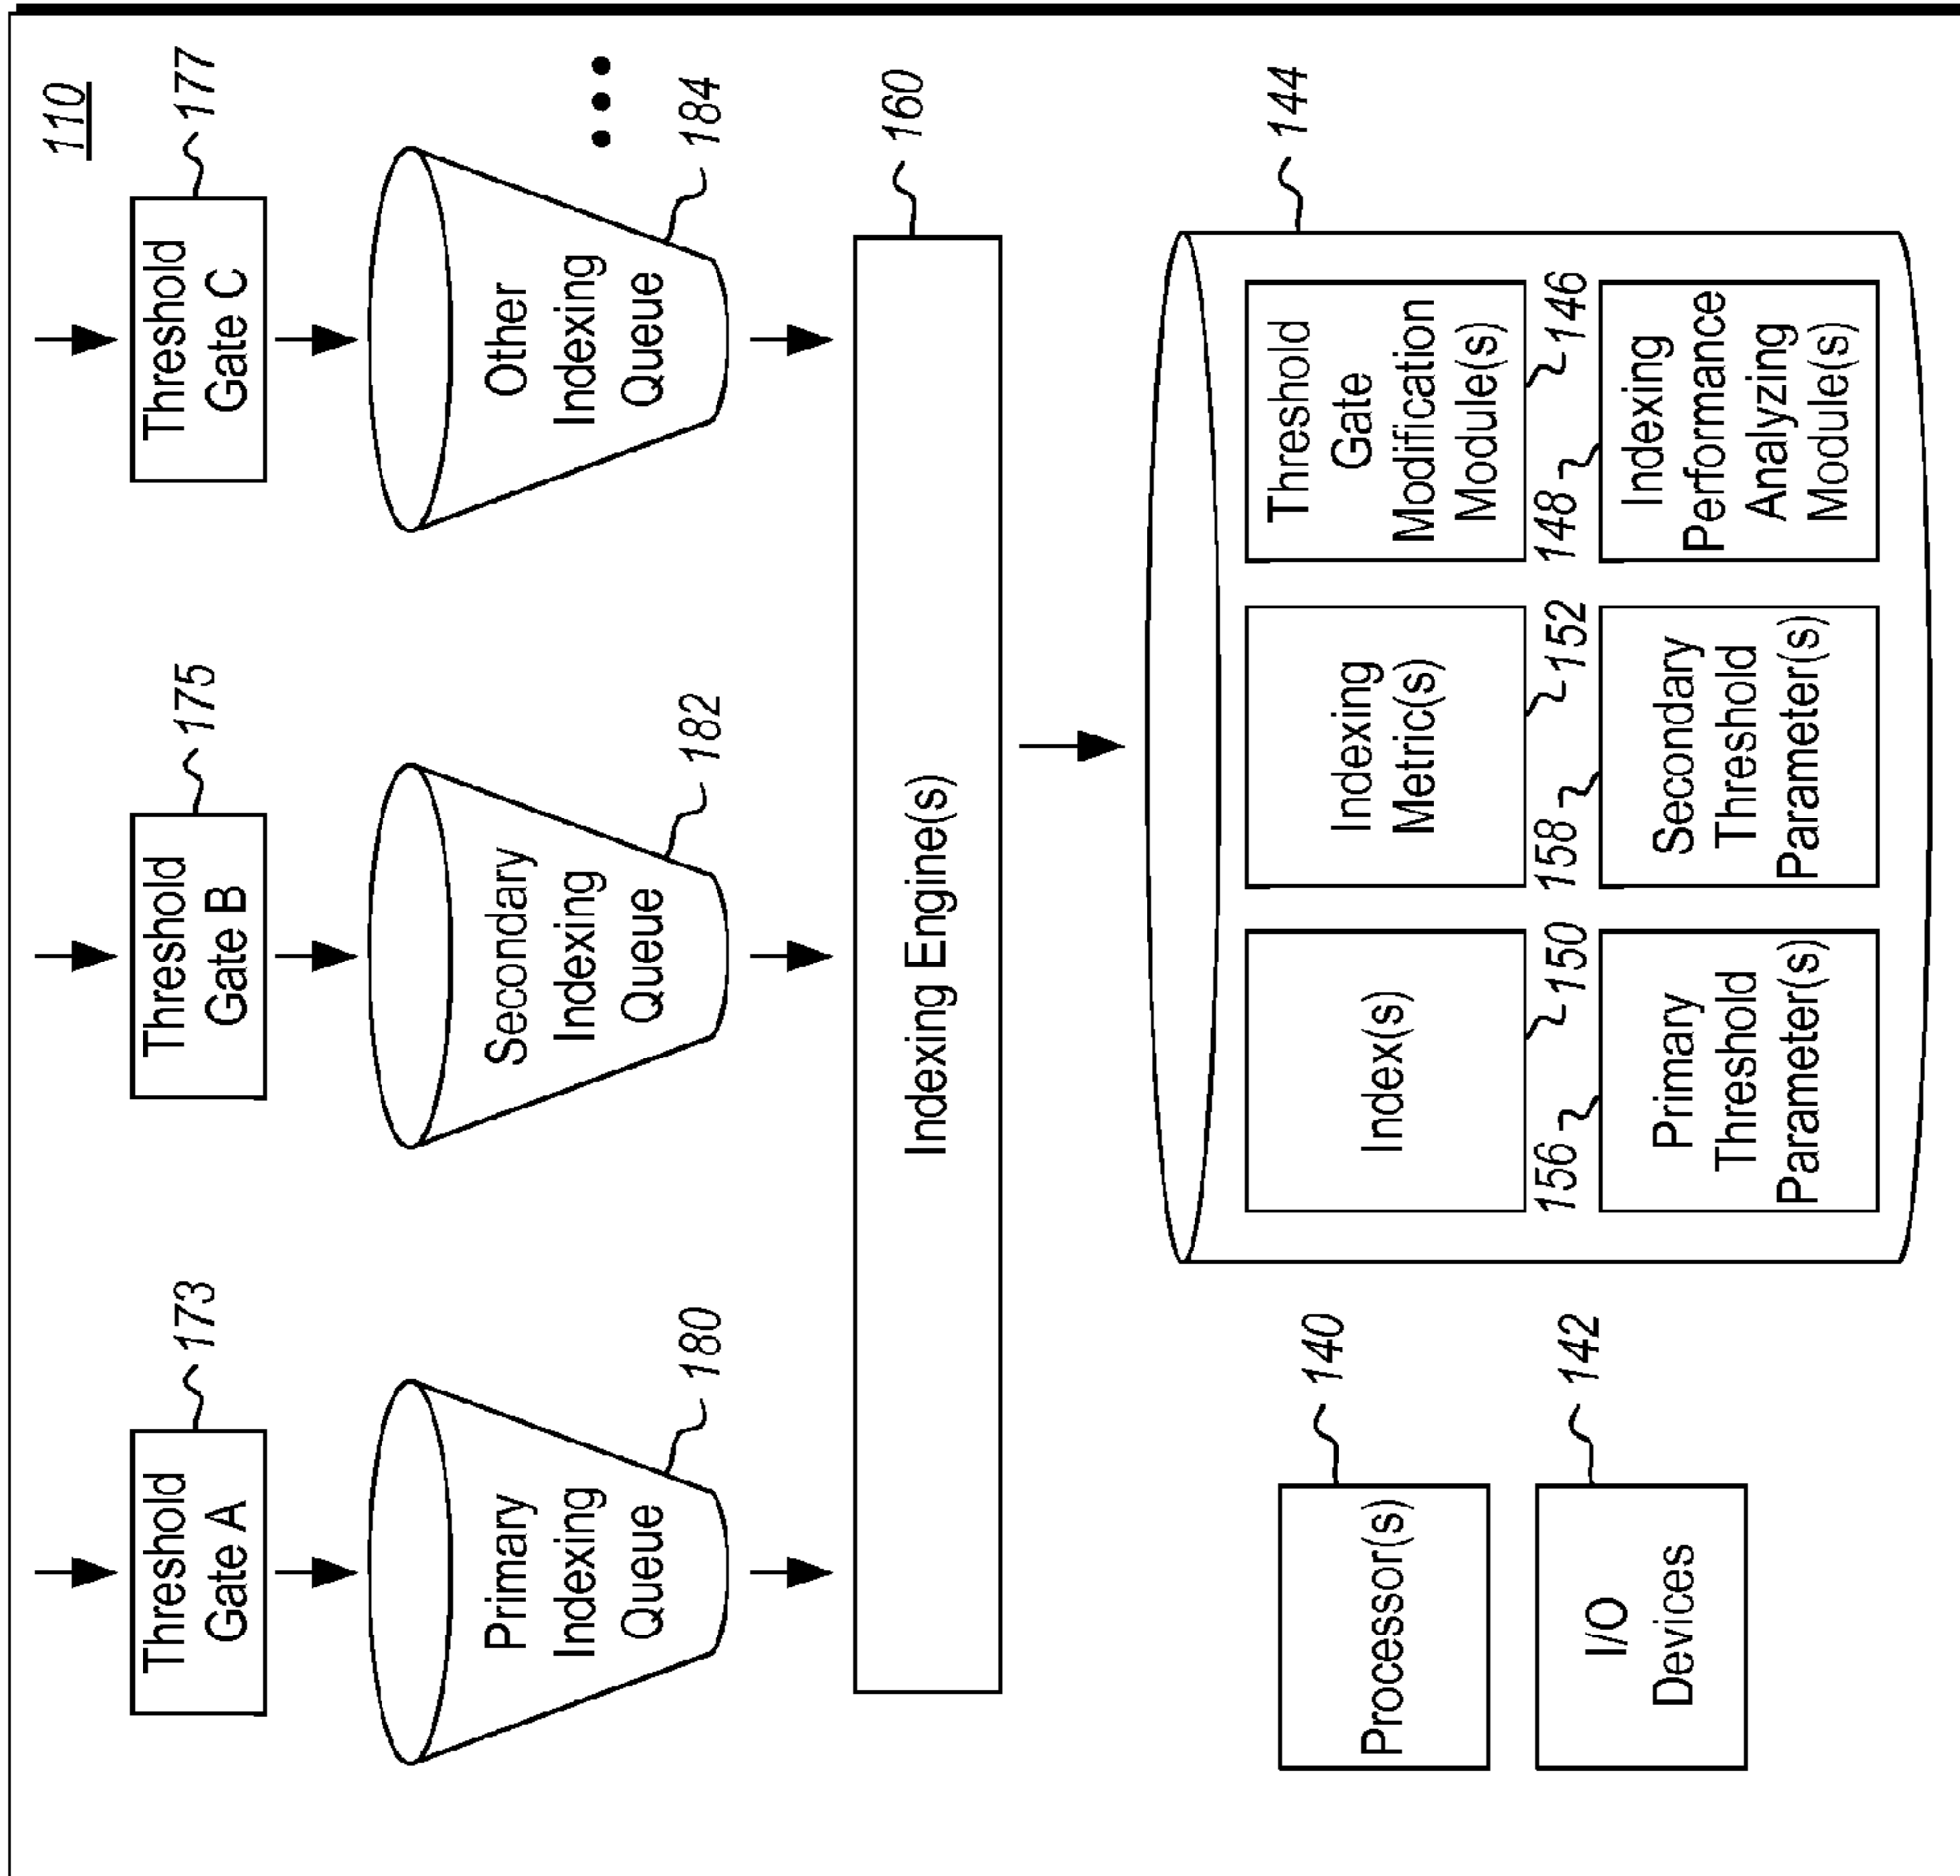 110
Threshold
Gate A
173
Threshold
Gate B
175
Threshold
Gate C
177
Primary
Indexing
Queue
180
Secondary
Indexing
Queue
182
Other
Indexing
Queue
184
Indexing Engine(s)
160
Processor(s)
140
I/O
Devices
142
144
Index(s)
150
Indexing
Metric(s)
152
Threshold
Gate
Modification
Module(s)
146
156
Primary
Threshold
Parameter(s)
158
Secondary
Threshold
Parameter(s)
148
Indexing
Performance
Analyzing
Module(s)